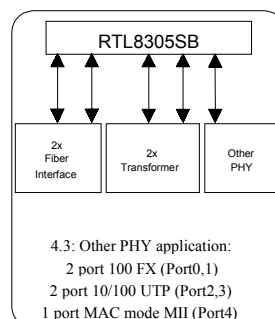 RTL8305SB
2x
Fiber
Interface
2x
Transformer
Other
PHY
4.3: Other PHY application:
2 port 100 FX (Port0,1)
2 port 10/100 UTP (Port2,3)
1 port MAC mode MII (Port4)